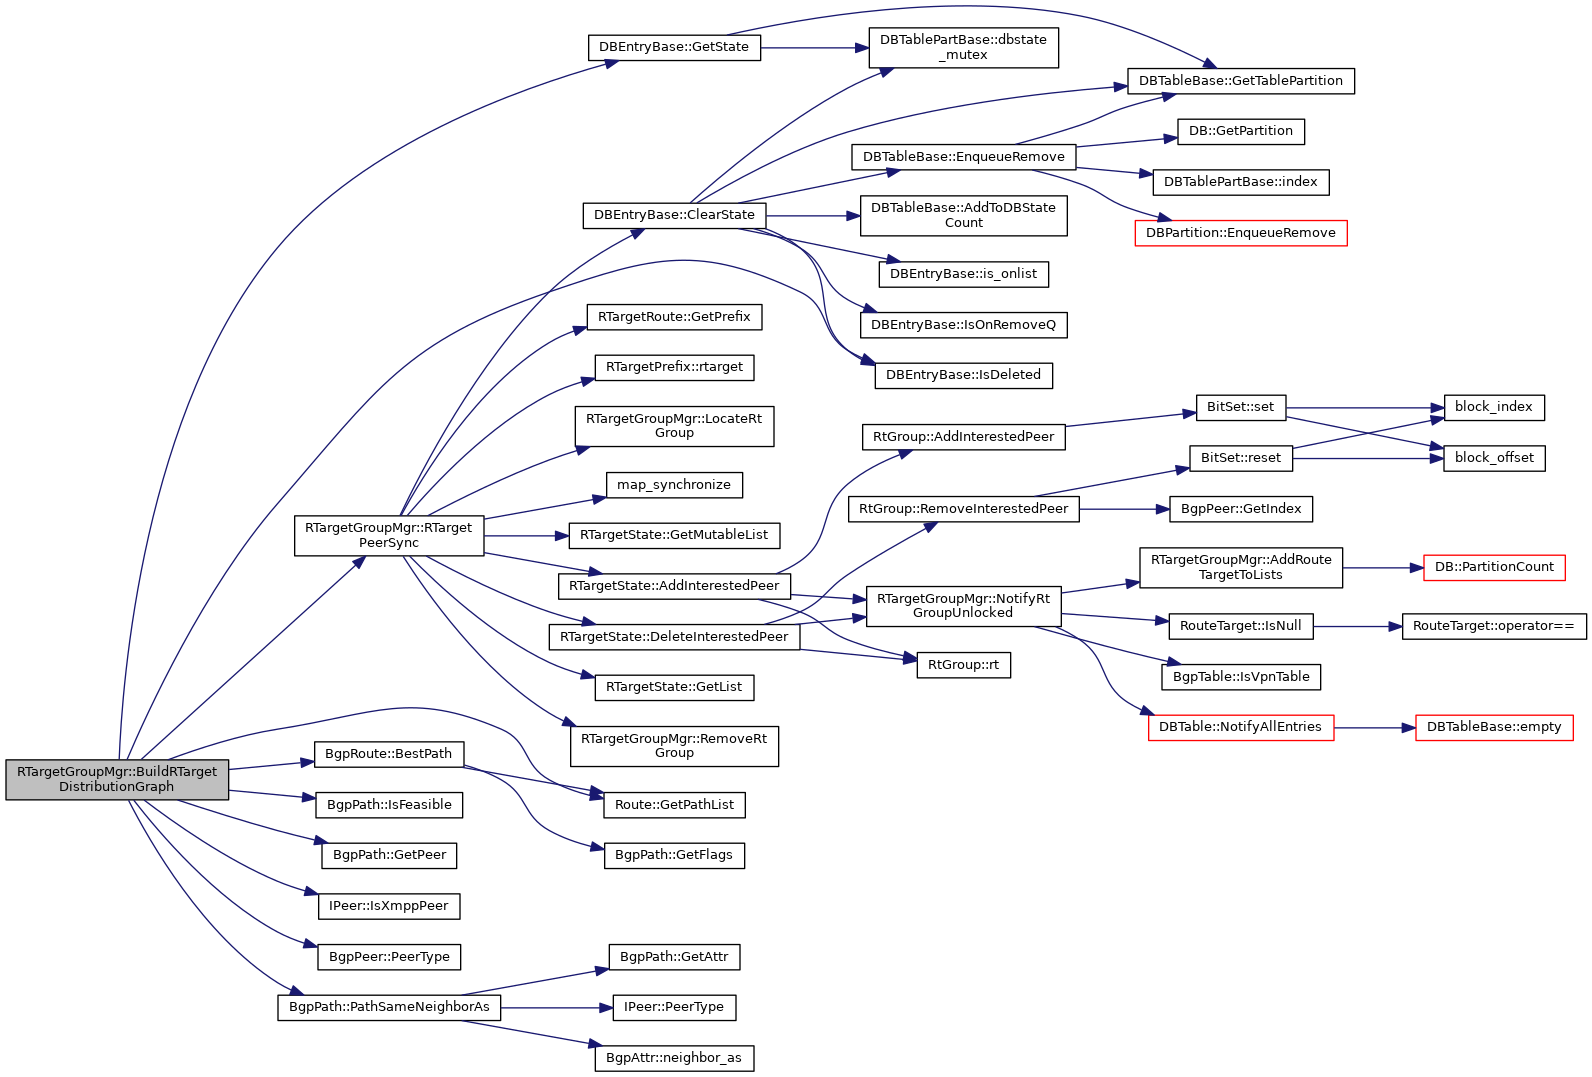 DBEntryBase::GetState
DBTablePartBase::dbstate
_mutex
DBTableBase::GetTablePartition
DB::GetPartition
DBTableBase::EnqueueRemove
DBTablePartBase::index
DBEntryBase::ClearState
DBTableBase::AddToDBState
Count
DBPartition::EnqueueRemove
DBEntryBase::is_onlist
RTargetRoute::GetPrefix
DBEntryBase::IsOnRemoveQ
RTargetPrefix::rtarget
DBEntryBase::IsDeleted
RTargetGroupMgr::LocateRt
Group
BitSet::set
block_index
RtGroup::AddInterestedPeer
BitSet::reset
block_offset
map_synchronize
RtGroup::RemoveInterestedPeer
BgpPeer::GetIndex
RTargetGroupMgr::RTarget
PeerSync
RTargetState::GetMutableList
RTargetGroupMgr::AddRoute
TargetToLists
DB::PartitionCount
RTargetState::AddInterestedPeer
RTargetGroupMgr::NotifyRt
GroupUnlocked
RouteTarget::IsNull
RouteTarget::operator==
RTargetState::DeleteInterestedPeer
RtGroup::rt
BgpTable::IsVpnTable
RTargetState::GetList
DBTable::NotifyAllEntries
DBTableBase::empty
RTargetGroupMgr::RemoveRt
Group
BgpRoute::BestPath
RTargetGroupMgr::BuildRTarget
DistributionGraph
BgpPath::IsFeasible
Route::GetPathList
BgpPath::GetPeer
BgpPath::GetFlags
IPeer::IsXmppPeer
BgpPeer::PeerType
BgpPath::GetAttr
BgpPath::PathSameNeighborAs
IPeer::PeerType
BgpAttr::neighbor_as